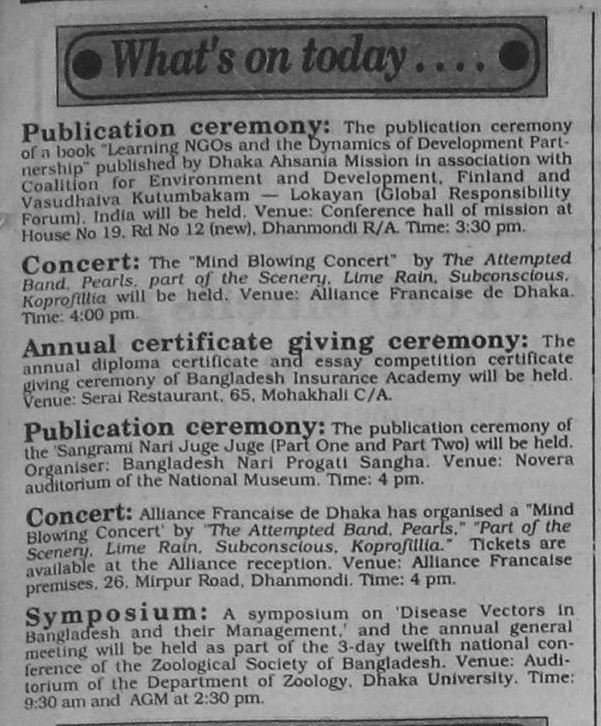 What's on today....
Publication ceremony: The publication ceremony
of a book "Learning NGOs and the Dynamics of Development Part-
nership" published by Dhaka Ahsania Mission in association with
Coalition for Environment and Development, Finland and
Vasudhaiva Kutumbakam — Lokayan (Global Responsibility
Forum), India will be held. Venue: Conference hall of mission at
House No 19, Rd No 12 (new), Dhanmondi R/A. Time: 3:30 pm.
Concert: The "Mind Blowing Concert" by The Attempted
Band, Pearls, part of the Scenery, Lime Rain, Subconscious,
Koprofillia will be held. Venue: Alliance Francaise de Dhaka.
Time: 4:00 pm.
Annual certificate giving ceremony: The
annual diploma certificate and essay competition certificate
giving ceremony of Bangladesh Insurance Academy will be held.
Venue: Serai Restaurant, 65, Mohakhali C/A.
Publication ceremony: The publication ceremony of
the 'Sangrami Nari Juge Juge (Part One and Part Two) will be held.
Organiser: Bangladesh Nari Progati Sangha. Venue: Novera
auditorium of the National Museum. Time: 4 pm.
Concert: Alliance Francaise de Dhaka has organised a "Mind
Blowing Concert' by "The Attempted Band, Pearls," "Part of the
Scenery, Lime Rain, Subconscious, Koprofillia." Tickets are
available at the Alliance reception. Venue: Alliance Francaise
premises, 26, Mirpur Road, Dhanmondi. Time: 4 pm.
Symposium: A symposium on 'Disease Vectors in
Bangladesh and their Management,' and the annual general
meeting will be held as part of the 3-day twelfth national con-
ference of the Zoological Society of Bangladesh. Venue: Audi-
torium of the Department of Zoology, Dhaka University. Time:
9:30 am and AGM at 2:30 pm.